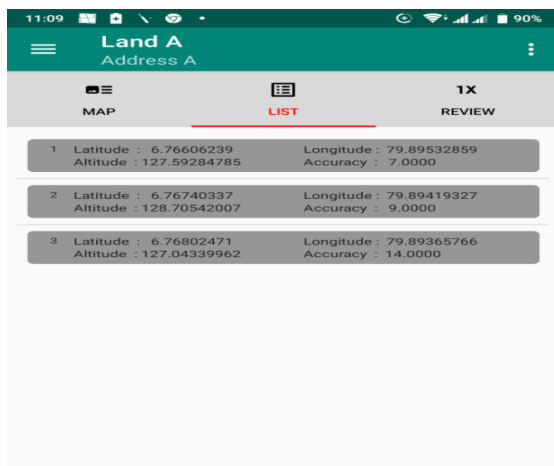 11:09 90%
Land A
Address A
MAP LIST 1X REVIEW
1 Latitude : 6.76606239 Longitude : 79.89532859
Altitude : 127.59284785 Accuracy : 7.0000
2 Latitude : 6.76740337 Longitude : 79.89419327
Altitude : 128.70542007 Accuracy : 9.0000
3 Latitude : 6.76802471 Longitude : 79.89365766
Altitude : 127.04339962 Accuracy : 14.0000